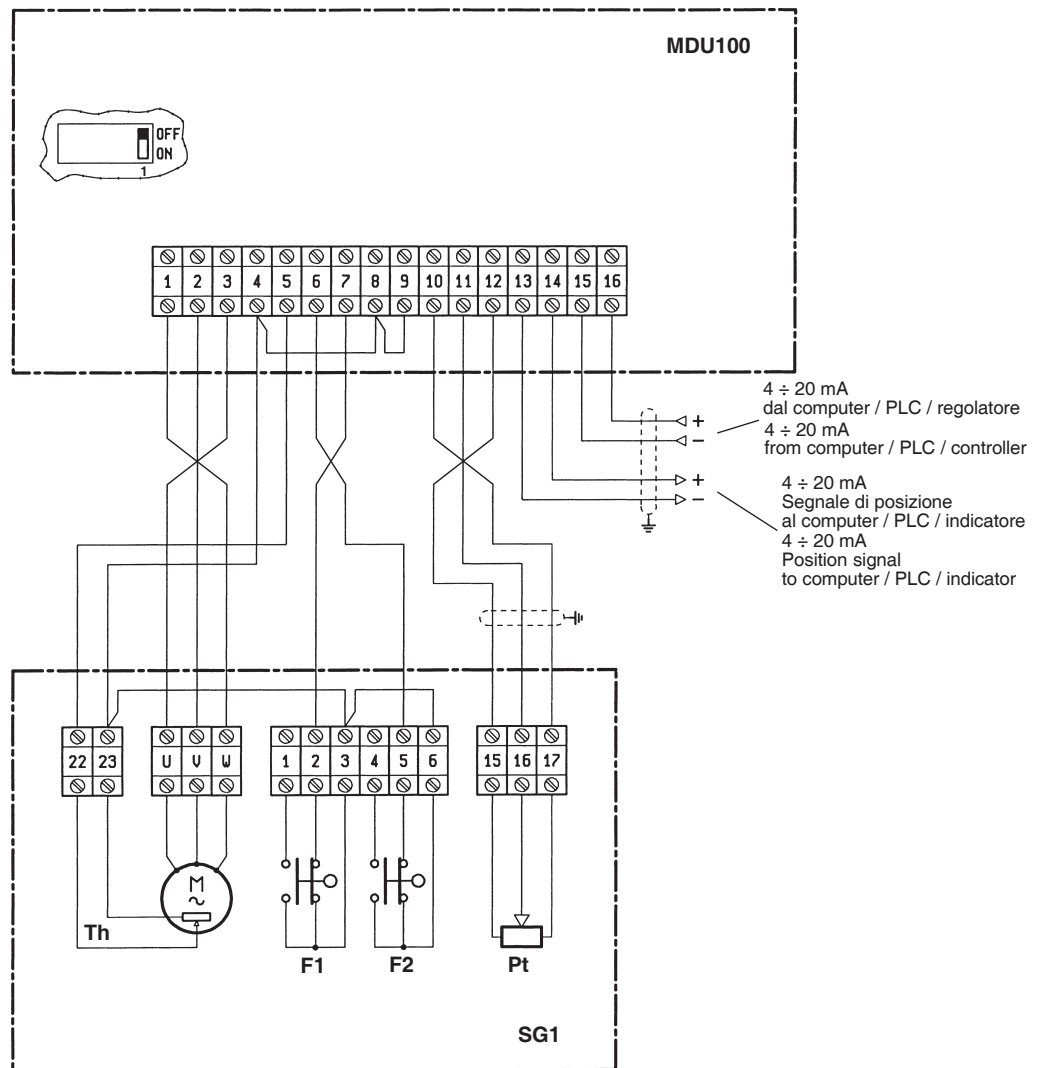 MDU100
OFF
ON
1
1 2 3 4 5 6 7 8 9 10 11 12 13 14 15 16
4 ÷ 20 mA
dal computer / PLC / regolatore
4 ÷ 20 mA
from computer / PLC / controller
+
−
+
−
4 ÷ 20 mA
Segnale di posizione
al computer / PLC / indicatore
4 ÷ 20 mA
Position signal
to computer / PLC / indicator
22 23 U V W 1 2 3 4 5 6 15 16 17
M
~
Th
F1
F2
Pt
SG1